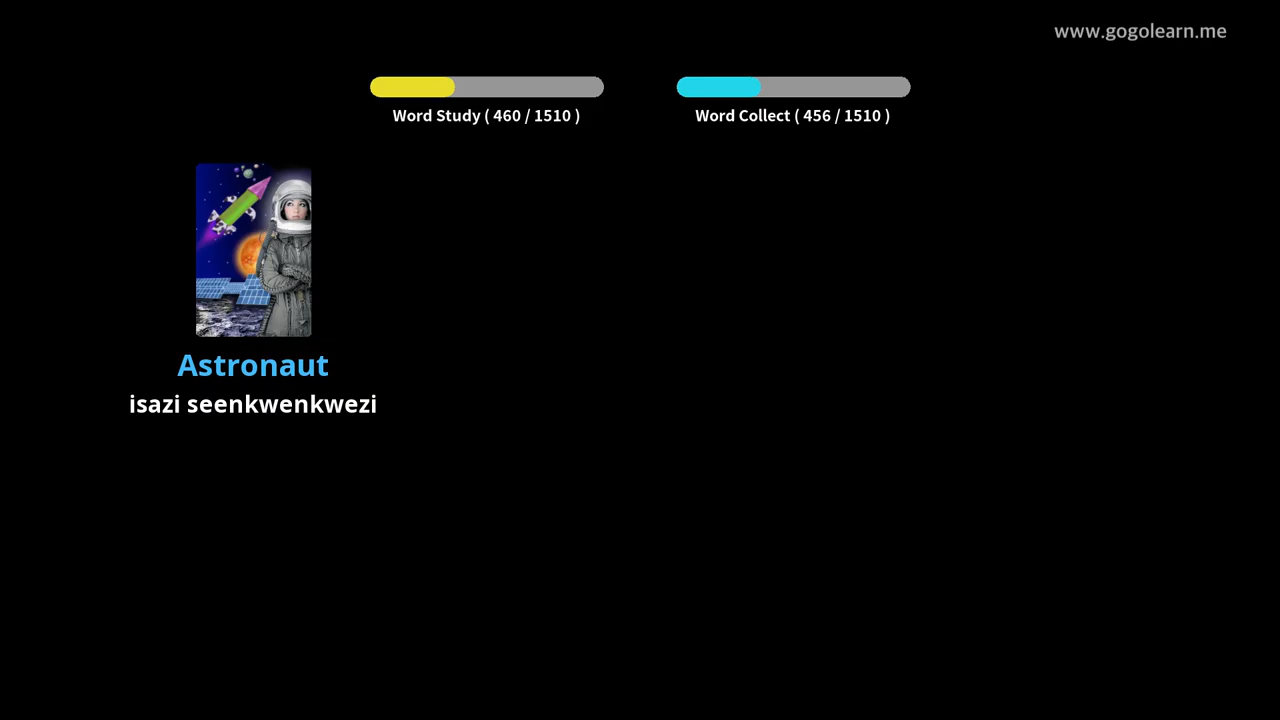 www.gogolearn.me
Word Study ( 460 / 1510 )
Word Collect ( 456 / 1510 )
Astronaut
isazi seenkwenkwezi